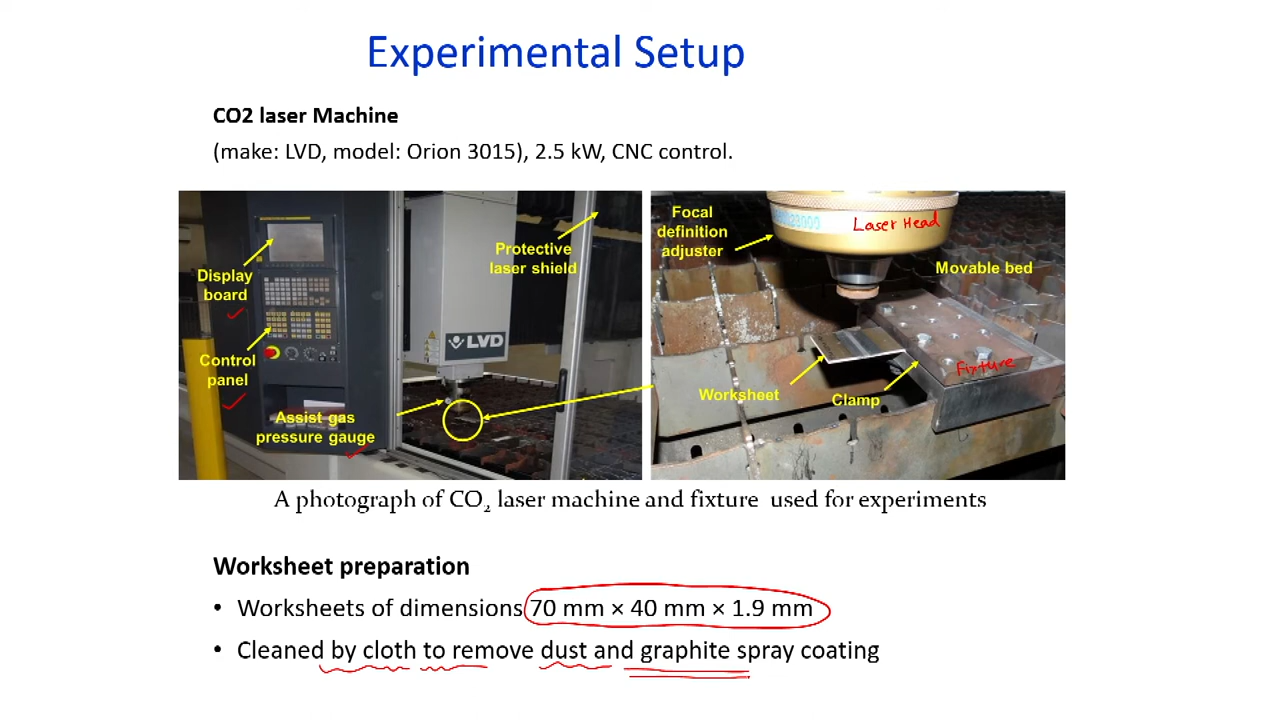 Experimental Setup
CO2 laser Machine
(make: LVD, model: Orion 3015), 2.5 kW, CNC control.
Display
board
Control
panel
Assist gas
pressure gauge
Protective
laser shield
LVD
Focal
definition
adjuster
Laser Head
Movable bed
Worksheet
Clamp
Fixture
A photograph of CO₂ laser machine and fixture used for experiments
Worksheet preparation
• Worksheets of dimensions 70 mm × 40 mm × 1.9 mm
• Cleaned by cloth to remove dust and graphite spray coating